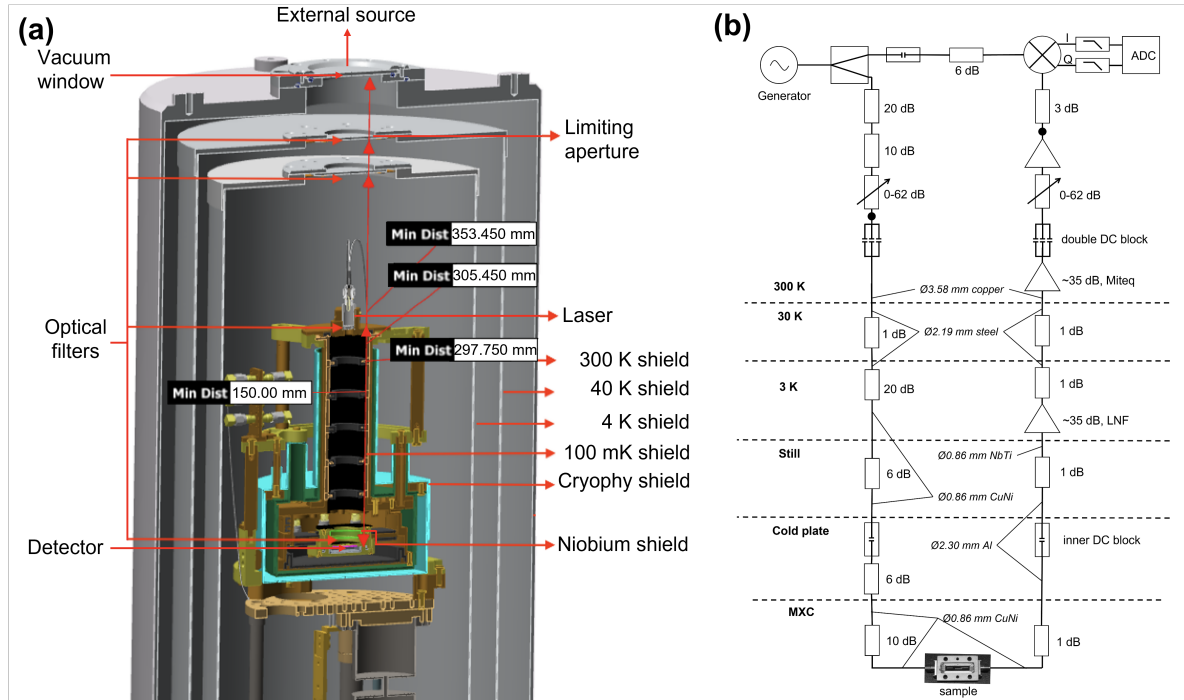 (a)
External source
Vacuum
window
Limiting
aperture
Min Dist 353.450 mm
Min Dist 305.450 mm
Optical
filters
Laser
Min Dist 297.750 mm
300 K shield
Min Dist 150.00 mm
40 K shield
4 K shield
100 mK shield
Cryophy shield
Detector
Niobium shield
(b)
Generator
6 dB
I
Q
ADC
20 dB
3 dB
10 dB
0-62 dB
0-62 dB
double DC block
~35 dB, Miteq
300 K
Ø3.58 mm copper
30 K
1 dB
Ø2.19 mm steel
1 dB
3 K
20 dB
1 dB
~35 dB, LNF
Still
Ø0.86 mm NbTi
6 dB
1 dB
Ø0.86 mm CuNi
Cold plate
Ø2.30 mm Al
inner DC block
6 dB
MXC
Ø0.86 mm CuNi
10 dB
1 dB
sample